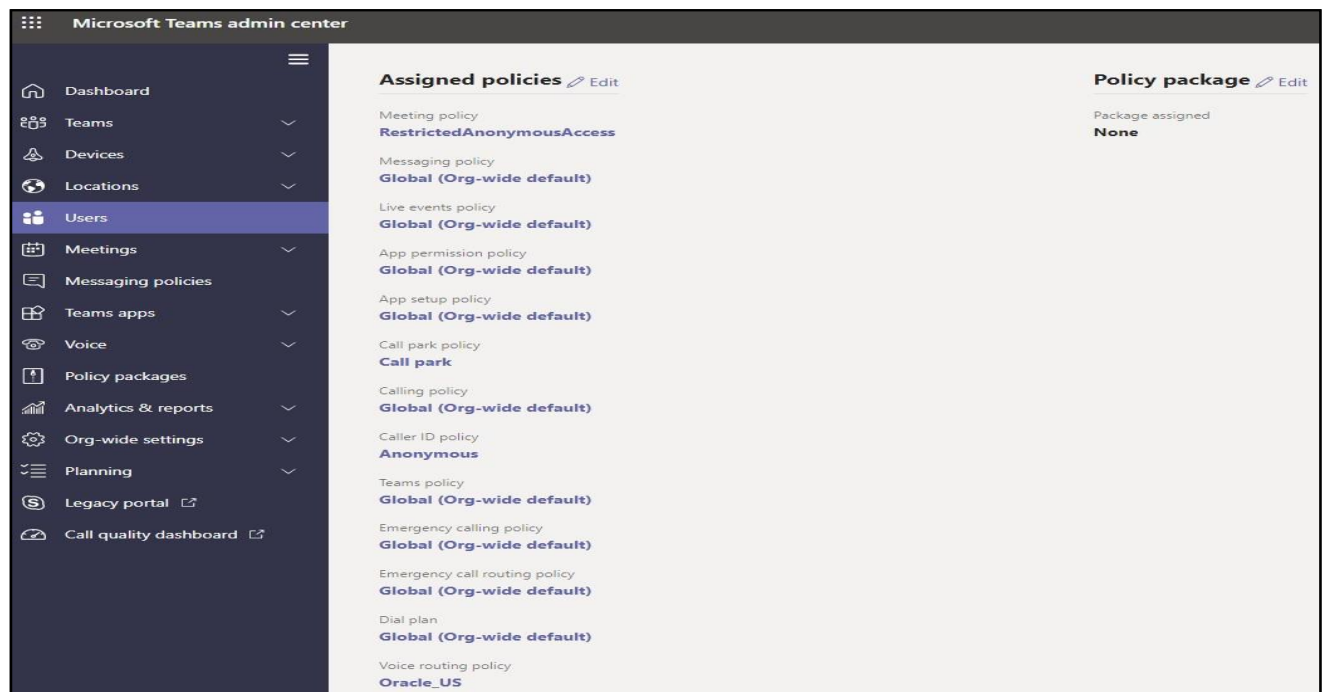 Microsoft Teams admin center
Dashboard
Teams
Devices
Locations
Users
Meetings
Messaging policies
Teams apps
Voice
Policy packages
Analytics & reports
Org-wide settings
Planning
Legacy portal
Call quality dashboard
Assigned policies Edit
Meeting policy
RestrictedAnonymousAccess
Messaging policy
Global (Org-wide default)
Live events policy
Global (Org-wide default)
App permission policy
Global (Org-wide default)
App setup policy
Global (Org-wide default)
Call park policy
Call park
Calling policy
Global (Org-wide default)
Caller ID policy
Anonymous
Teams policy
Global (Org-wide default)
Emergency calling policy
Global (Org-wide default)
Emergency call routing policy
Global (Org-wide default)
Dial plan
Global (Org-wide default)
Voice routing policy
Oracle_US
Policy package Edit
Package assigned
None